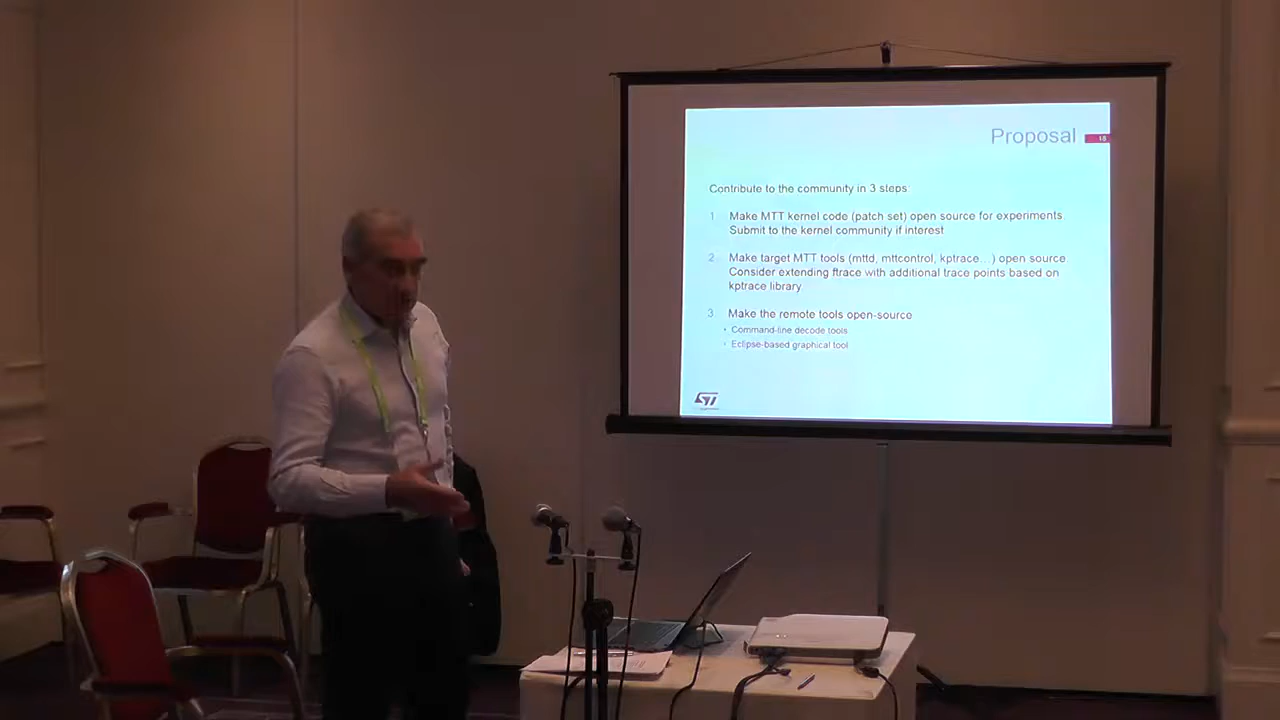 Proposal
18
Contribute to the community in 3 steps:
1 Make MTT kernel code (patch set) open source for experiments.
Submit to the kernel community if interest
2 Make target MTT tools (mttd, mttcontrol, kptrace…) open source
Consider extending ftrace with additional trace points based on
kptrace library
3 Make the remote tools open-source
• Command-line decode tools
• Eclipse-based graphical tool
ST